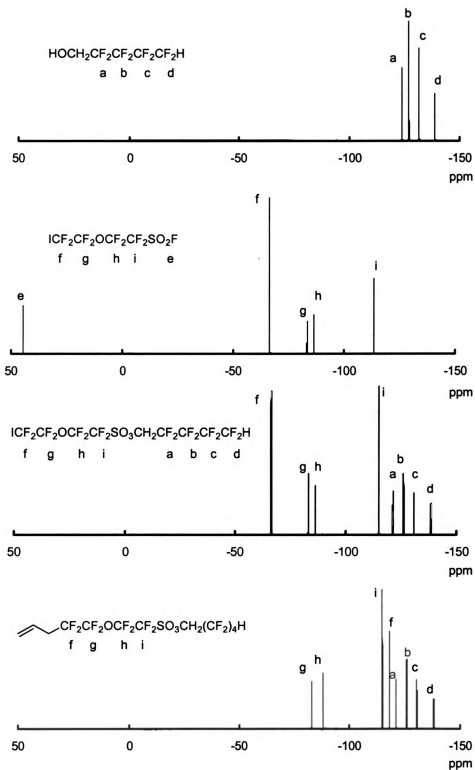 HOCH2CF2CF2CF2CF2H
a b c d
a
b
c
d
50 0 -50 -100 -150
ppm
ICF2CF2OCF2CF2SO2F
f g h i e
e
f
g
h
i
50 0 -50 -100 -150
ppm
ICF2CF2OCF2CF2SO3CH2CF2CF2CF2CF2H
f g h i a b c d
f
g
h
i
a
b
c
d
50 0 -50 -100 -150
ppm
CF2CF2OCF2CF2SO3CH2(CF2)4H
f g h i
g
h
i
f
a
b
c
d
50 0 -50 -100 -150
ppm